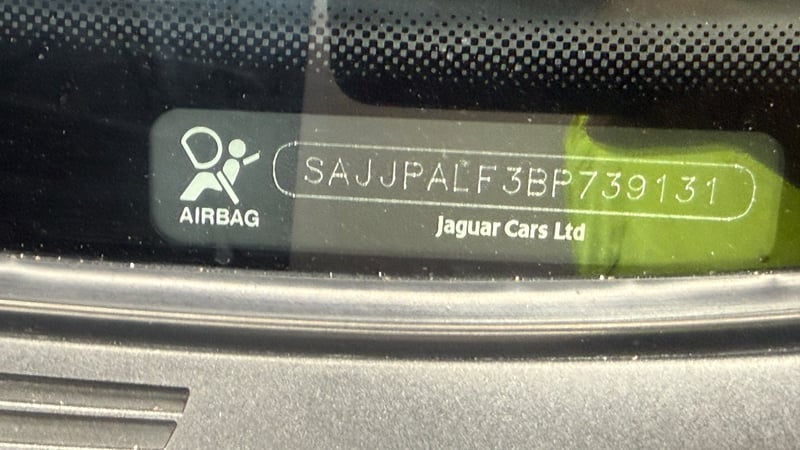 SAJJPALF3BP739131
AIRBAG
Jaguar Cars Ltd